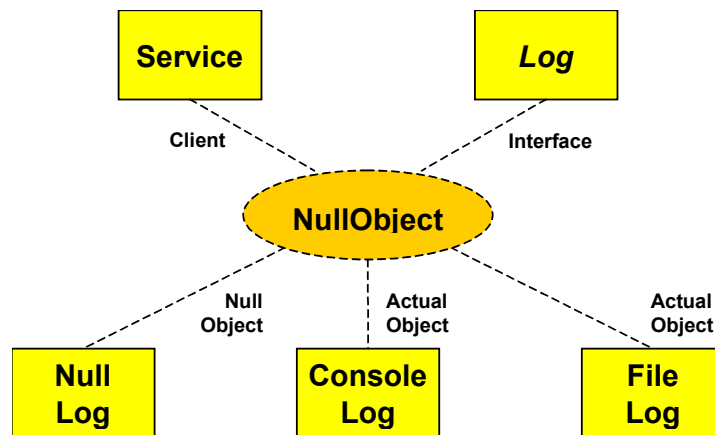 Service
Log
Client
Interface
NullObject
Null
Object
Actual
Object
Actual
Object
Null
Log
Console
Log
File
Log